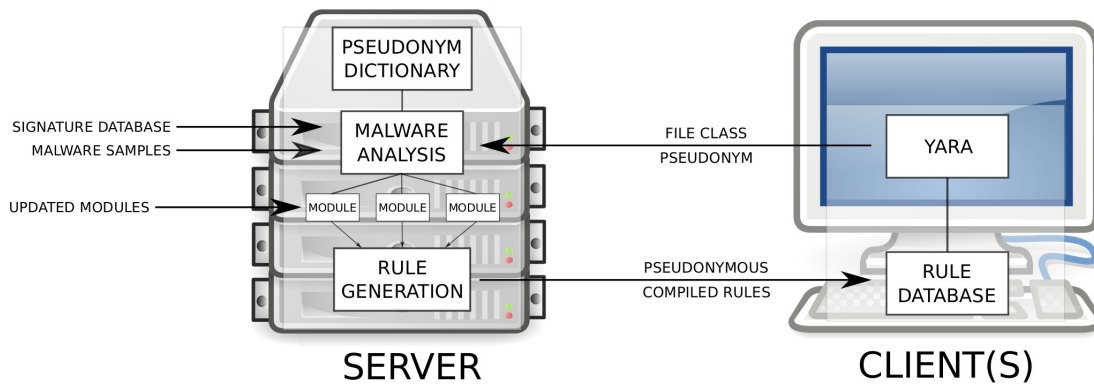 PSEUDONYM
DICTIONARY
SIGNATURE DATABASE
MALWARE SAMPLES
MALWARE
ANALYSIS
UPDATED MODULES
MODULE
MODULE
MODULE
RULE
GENERATION
SERVER
FILE CLASS
PSEUDONYM
PSEUDONYMOUS
COMPILED RULES
YARA
RULE
DATABASE
CLIENT(S)